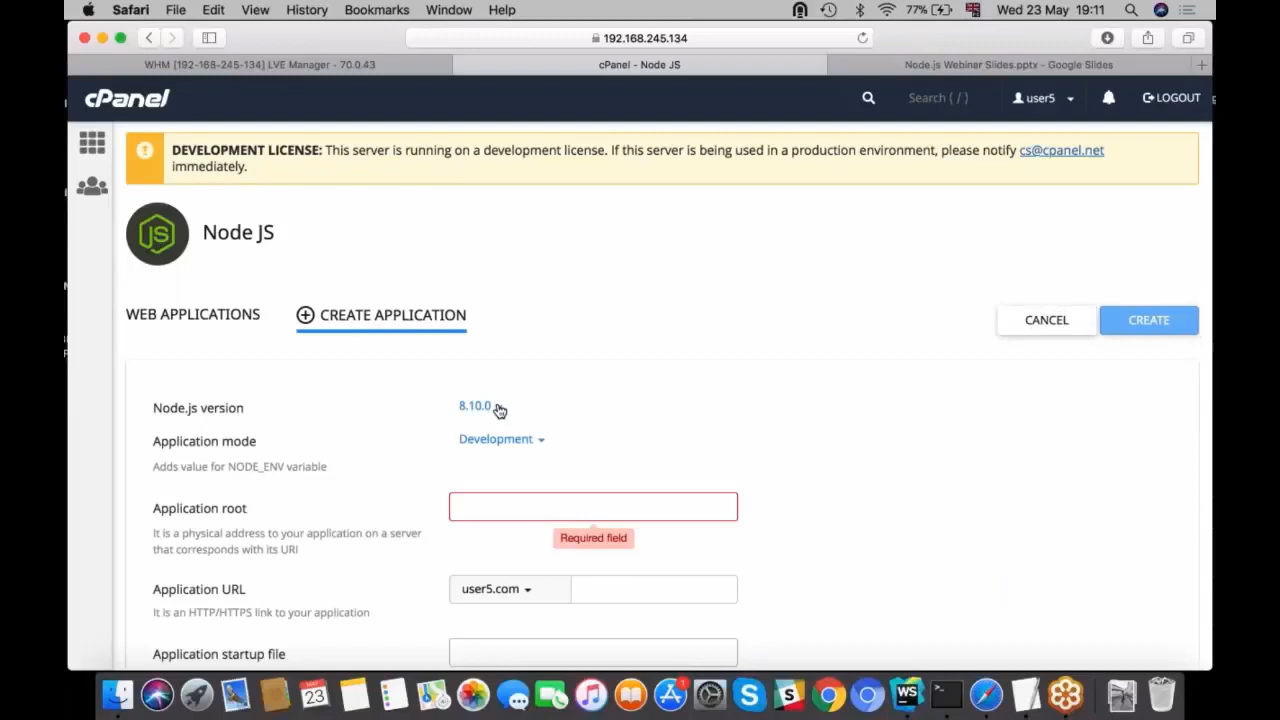 Safari File Edit View History Bookmarks Window Help 77% Wed 23 May 19:11
192.168.245.134
WHM [192-168-245-134] LVE Manager - 70.0.43 cPanel - Node JS Node.js Webinar Slides.pptx - Google Slides
cPanel Search ( / ) user5 LOGOUT
DEVELOPMENT LICENSE: This server is running on a development license. If this server is being used in a production environment, please notify cs@cpanel.net
immediately.
JS Node JS
WEB APPLICATIONS CREATE APPLICATION CANCEL CREATE
Node.js version 8.10.0
Application mode Development
Adds value for NODE_ENV variable
Application root
Required field
It is a physical address to your application on a server
that corresponds with its URI
Application URL user5.com
It is an HTTP/HTTPS link to your application
Application startup file
MAY
23
1
S
WS
>_